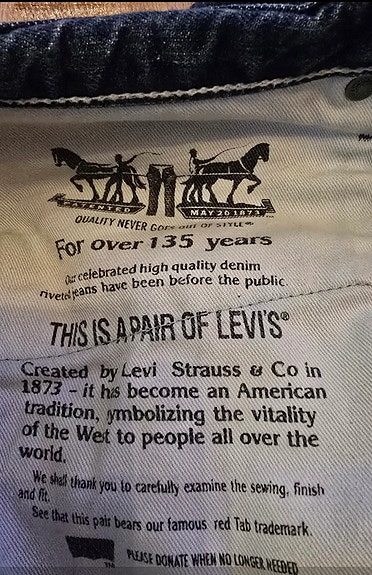 PATENTED MAY 20 1873
QUALITY NEVER GOES OUT OF STYLE
For over 135 years
Our celebrated high quality denim
riveted jeans have been before the public.
THIS IS A PAIR OF LEVI'S®
Created by Levi Strauss & Co in
1873 - it has become an American
tradition, ymbolizing the vitality
of the Wet to people all over the
world.
We shall thank you to carefully examine the sewing, finish
and fit.
See that this pair bears our famous red Tab trademark.
TM
PLEASE DONATE WHEN NO LONGER NEEDED